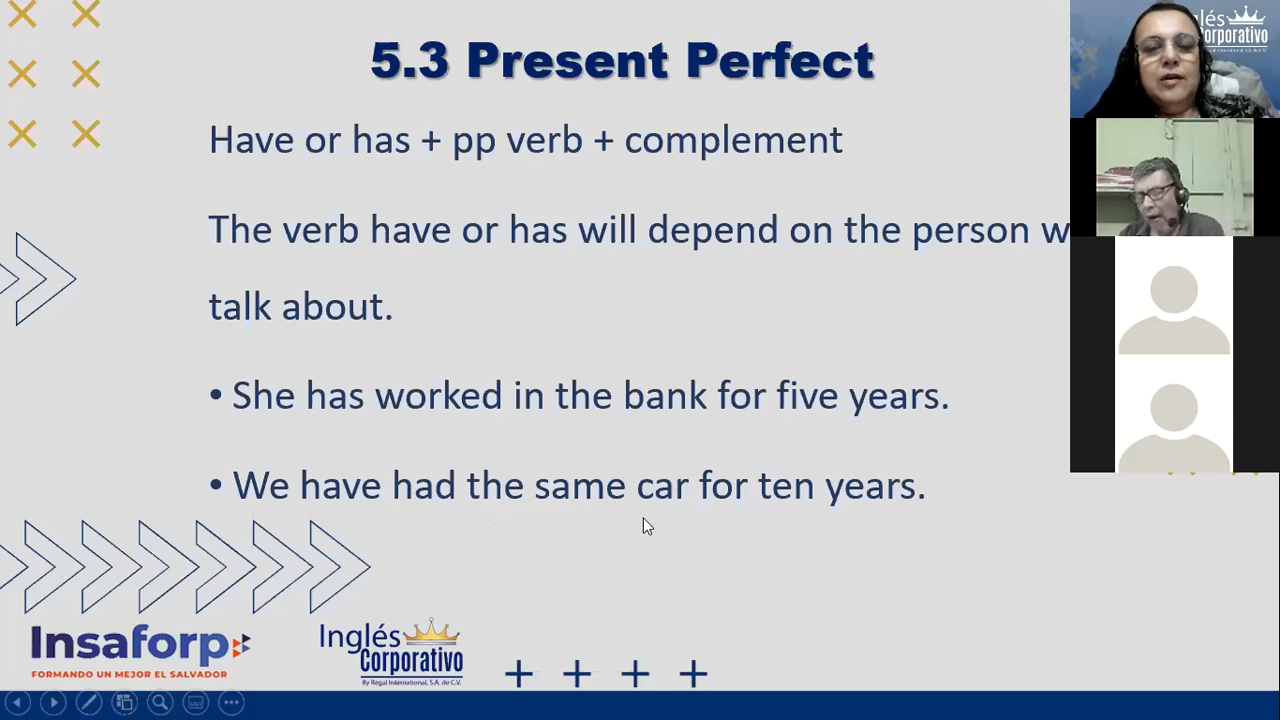 5.3 Present Perfect
Have or has + pp verb + complement
The verb have or has will depend on the person
talk about.
• She has worked in the bank for five years.
• We have had the same car for ten years.
Insaforp
FORMANDO UN MEJOR EL SALVADOR
Inglés
Corporativo
By Regal International, S.A. de C.V.
lés
orporativo